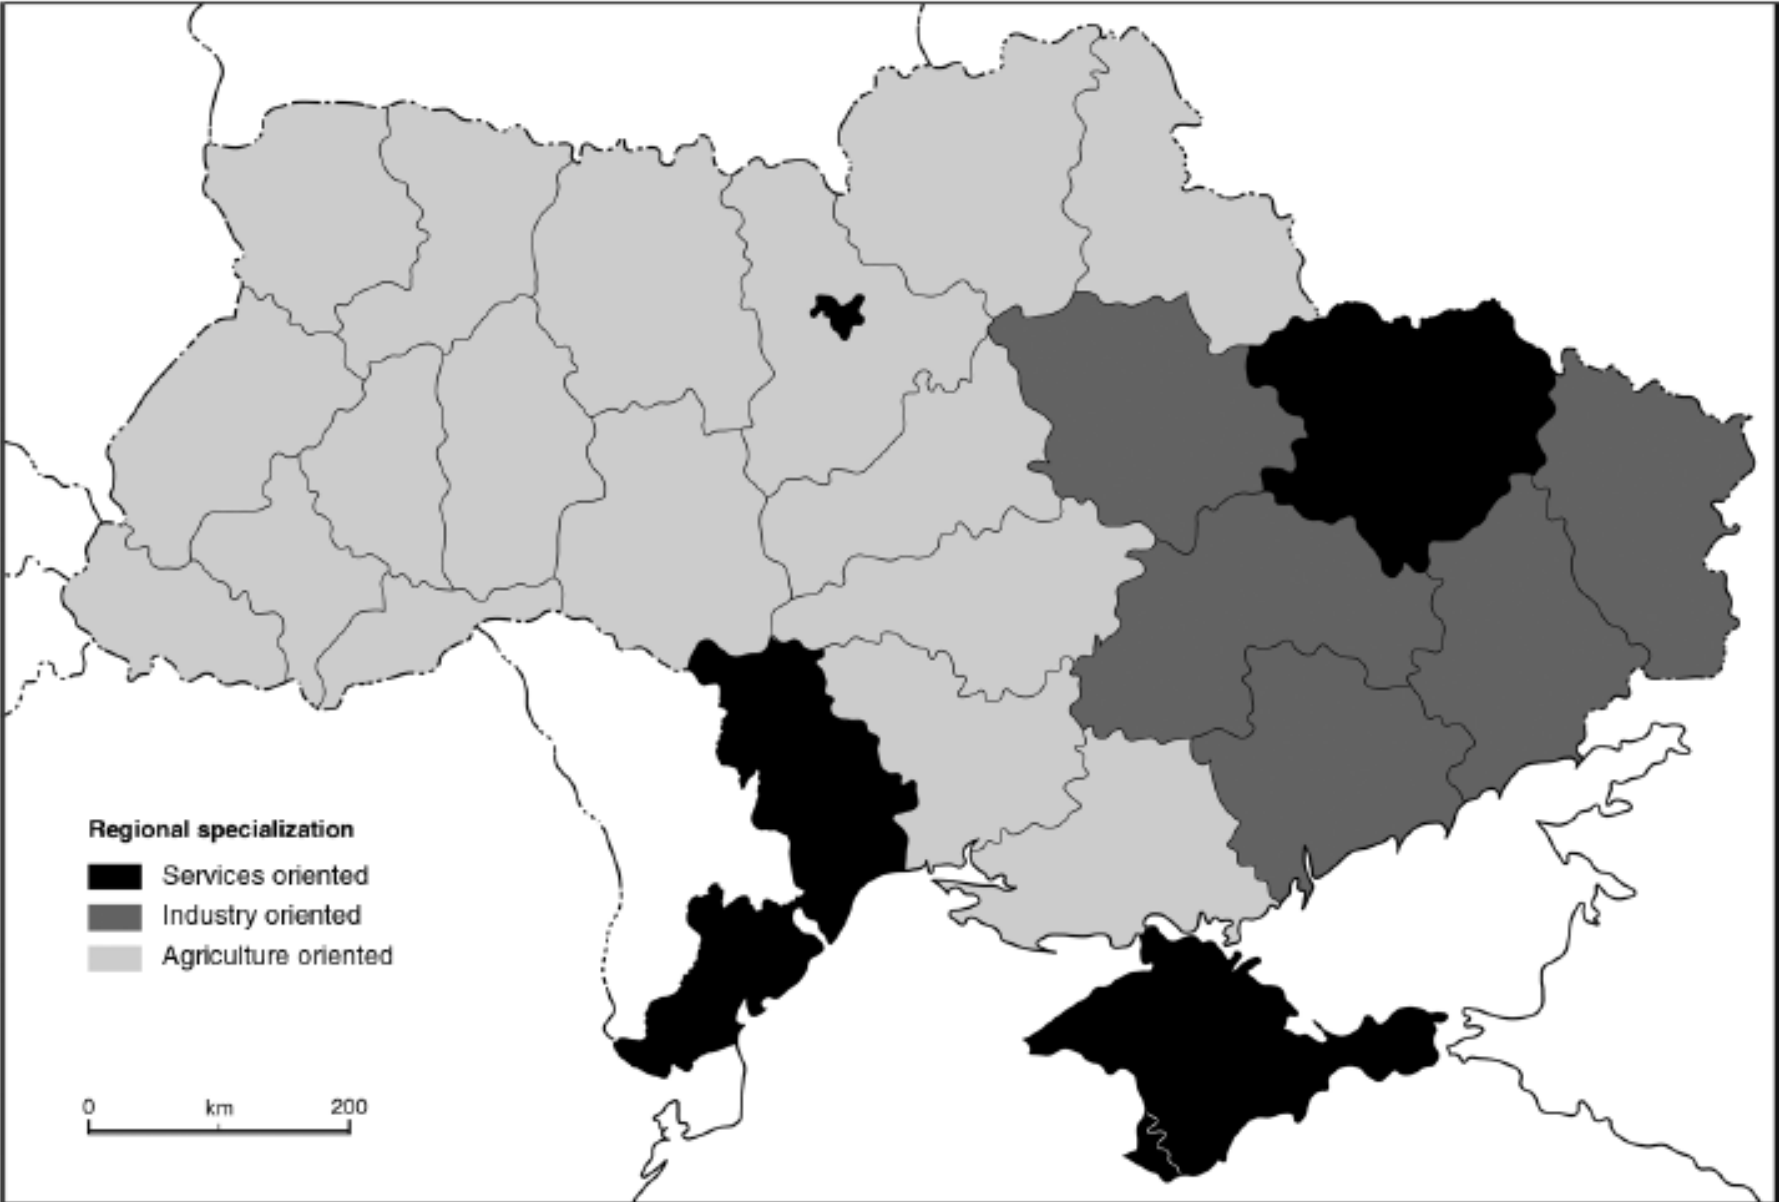 Regional specialization
Services oriented
Industry oriented
Agriculture oriented
0 km 200